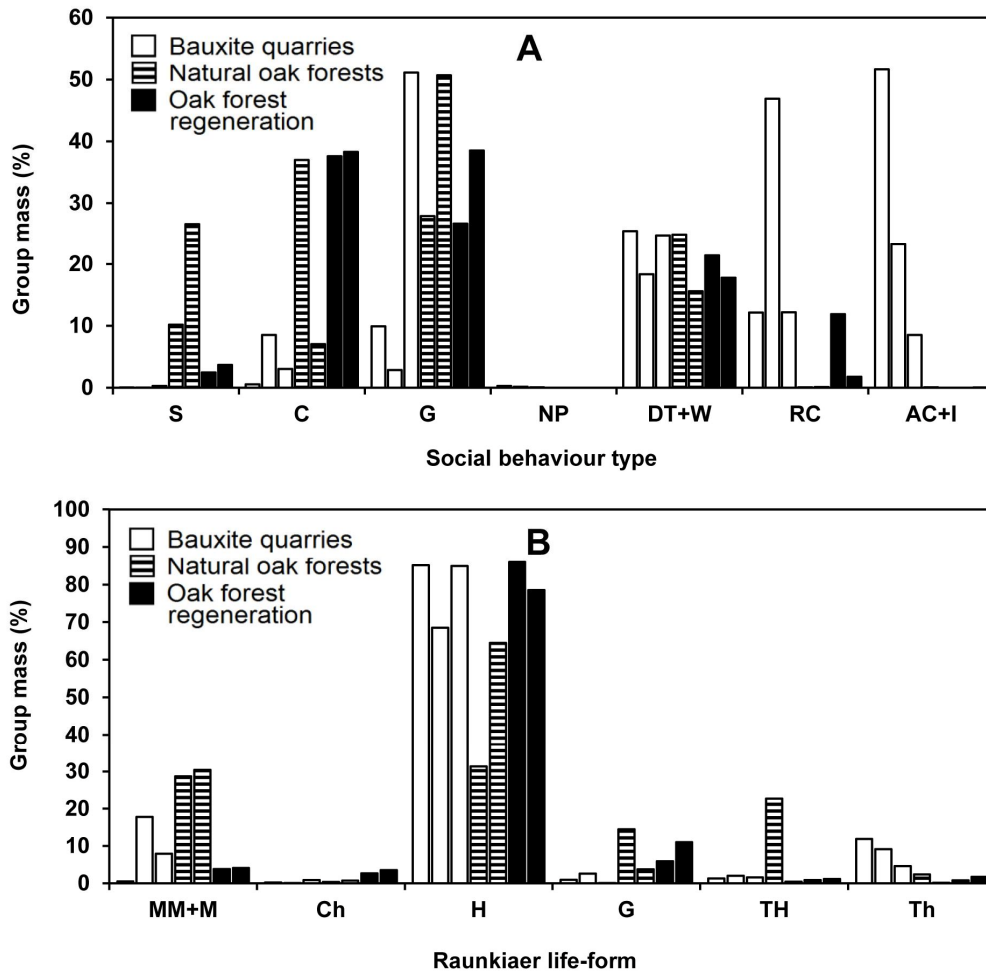 60
50
40
30
20
10
0
Group mass (%)
Bauxite quarries
Natural oak forests
Oak forest
regeneration
A
S C G NP DT+W RC AC+I
Social behaviour type
100
90
80
70
60
50
40
30
20
10
0
Group mass (%)
Bauxite quarries
Natural oak forests
Oak forest
regeneration
B
MM+M Ch H G TH Th
Raunkiaer life-form